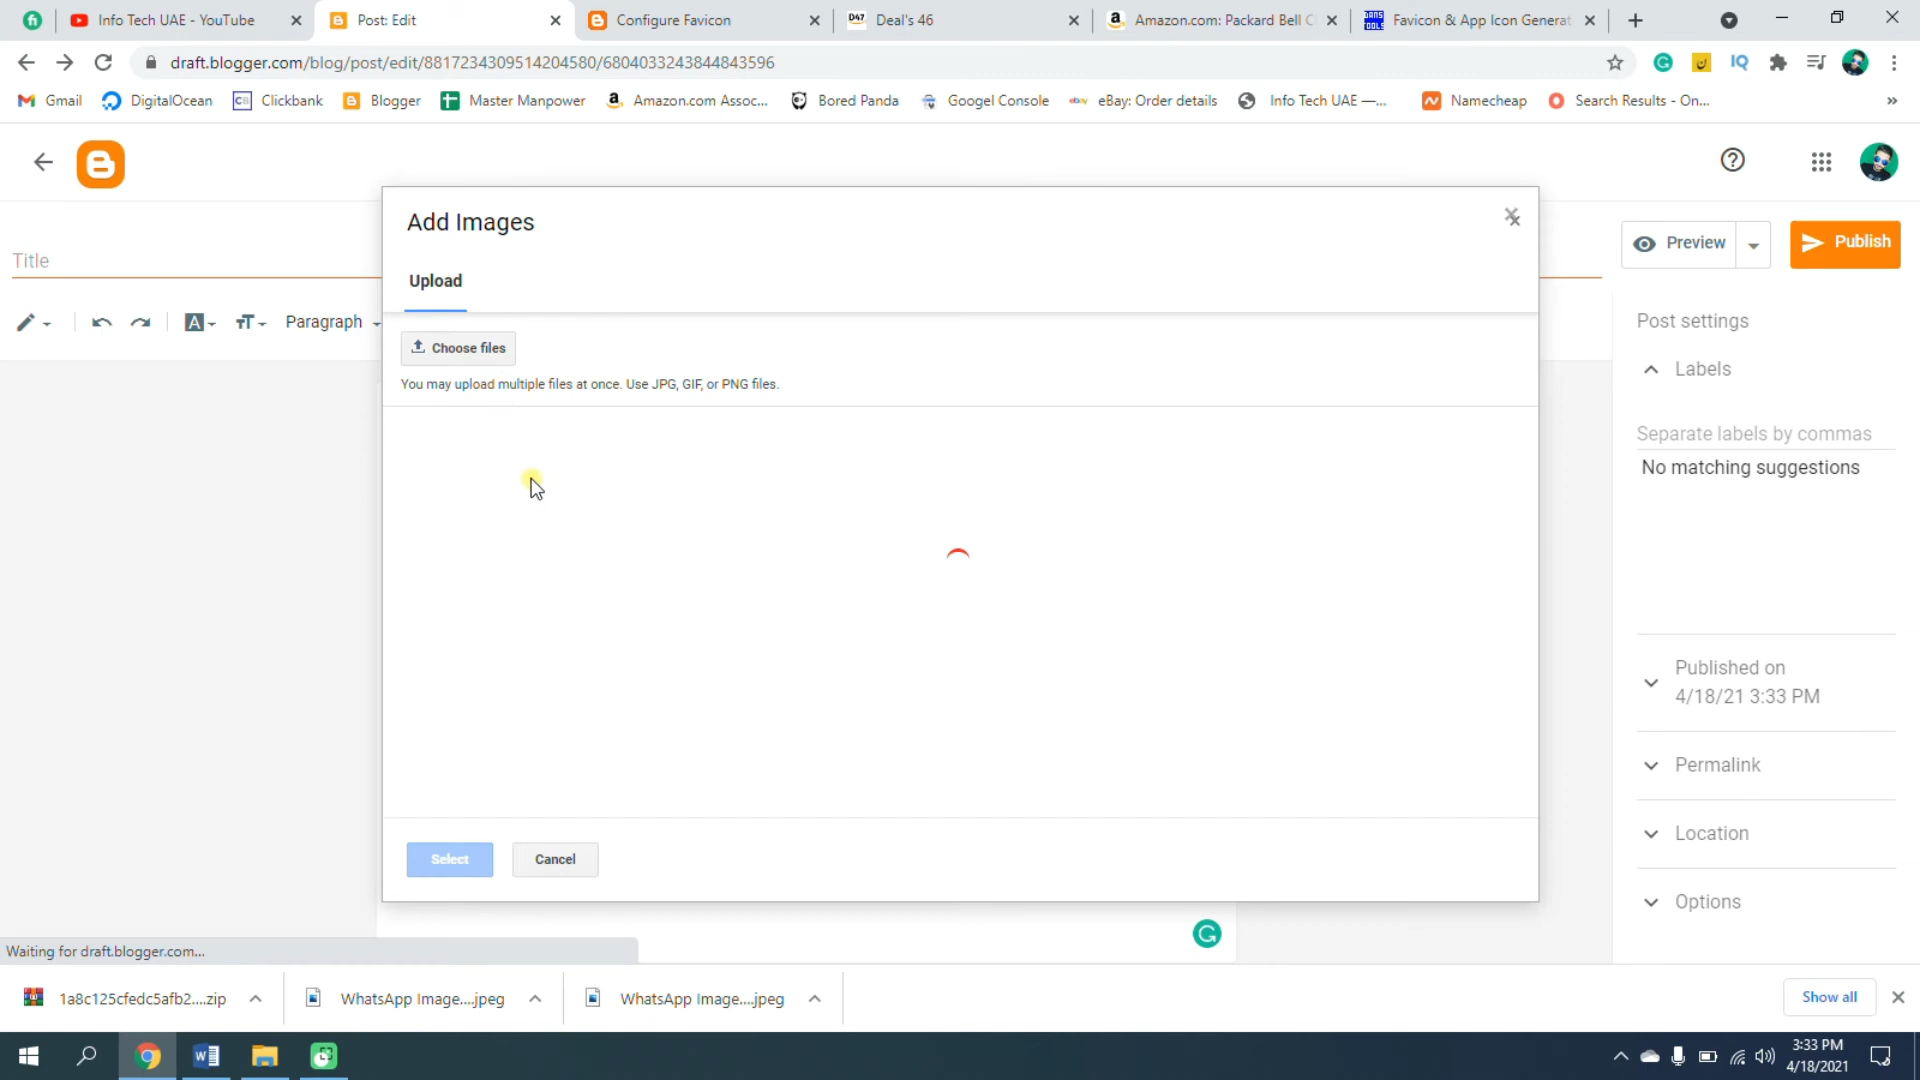 Info Tech UAE - YouTube
Post: Edit
Configure Favicon
D47 Deal's 46
Amazon.com: Packard Bell C
DANS TOOLS Favicon & App Icon Generat
draft.blogger.com/blog/post/edit/8817234309514204580/6804033243844843596
Gmail
DigitalOcean
CB Clickbank
Blogger
Master Manpower
Amazon.com Assoc...
Bored Panda
Googel Console
ebay eBay: Order details
Info Tech UAE —...
Namecheap
Search Results - On...
»
Add Images
Upload
Choose files
You may upload multiple files at once. Use JPG, GIF, or PNG files.
Select
Cancel
Title
Paragraph
Preview
Publish
Post settings
Labels
Separate labels by commas
No matching suggestions
Published on
4/18/21 3:33 PM
Permalink
Location
Options
Waiting for draft.blogger.com...
1a8c125cfedc5afb2....zip
WhatsApp Image....jpeg
WhatsApp Image....jpeg
Show all
3:33 PM
4/18/2021